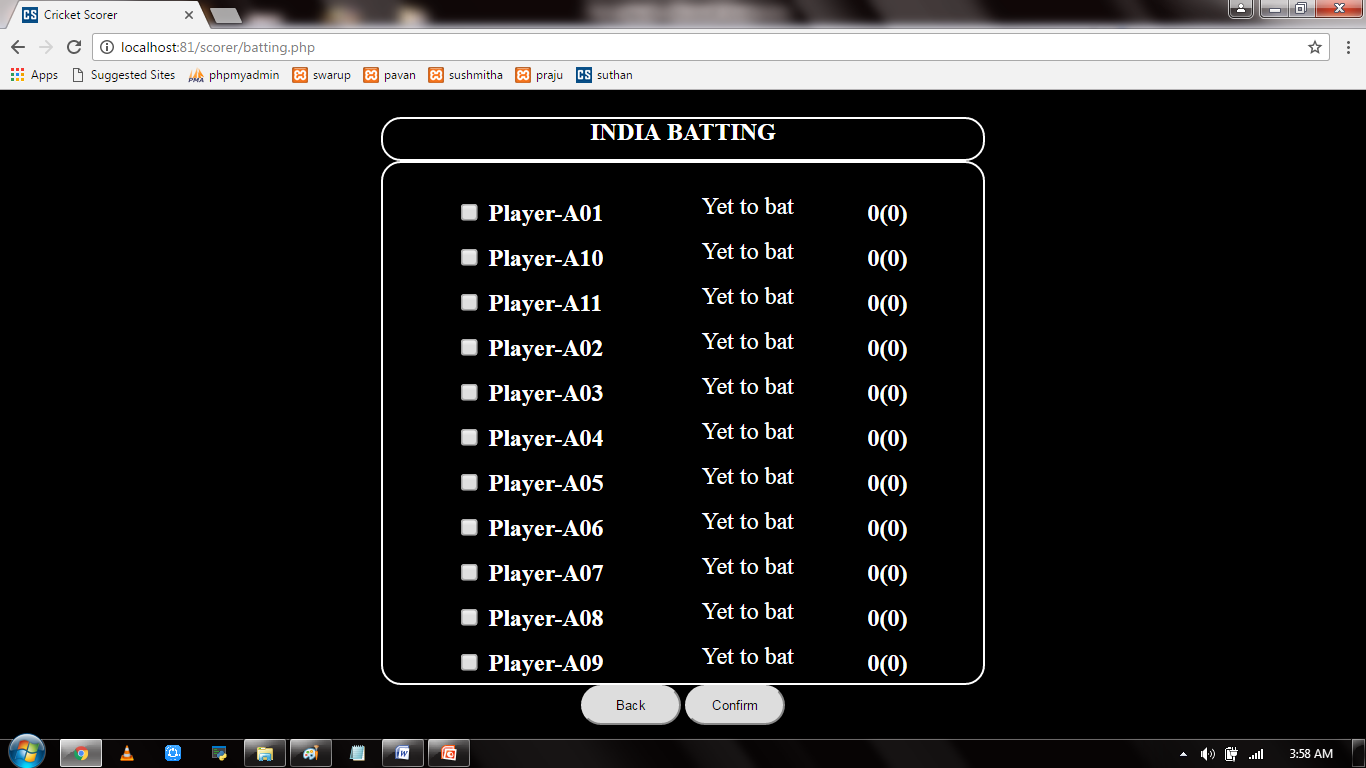 Cricket Scorer
localhost:81/scorer/batting.php
Apps Suggested Sites PMA phpmyadmin swarup pavan sushmitha praju CS suthan
INDIA BATTING
Player-A01 Yet to bat 0(0)
Player-A10 Yet to bat 0(0)
Player-A11 Yet to bat 0(0)
Player-A02 Yet to bat 0(0)
Player-A03 Yet to bat 0(0)
Player-A04 Yet to bat 0(0)
Player-A05 Yet to bat 0(0)
Player-A06 Yet to bat 0(0)
Player-A07 Yet to bat 0(0)
Player-A08 Yet to bat 0(0)
Player-A09 Yet to bat 0(0)
Back Confirm
3:58 AM